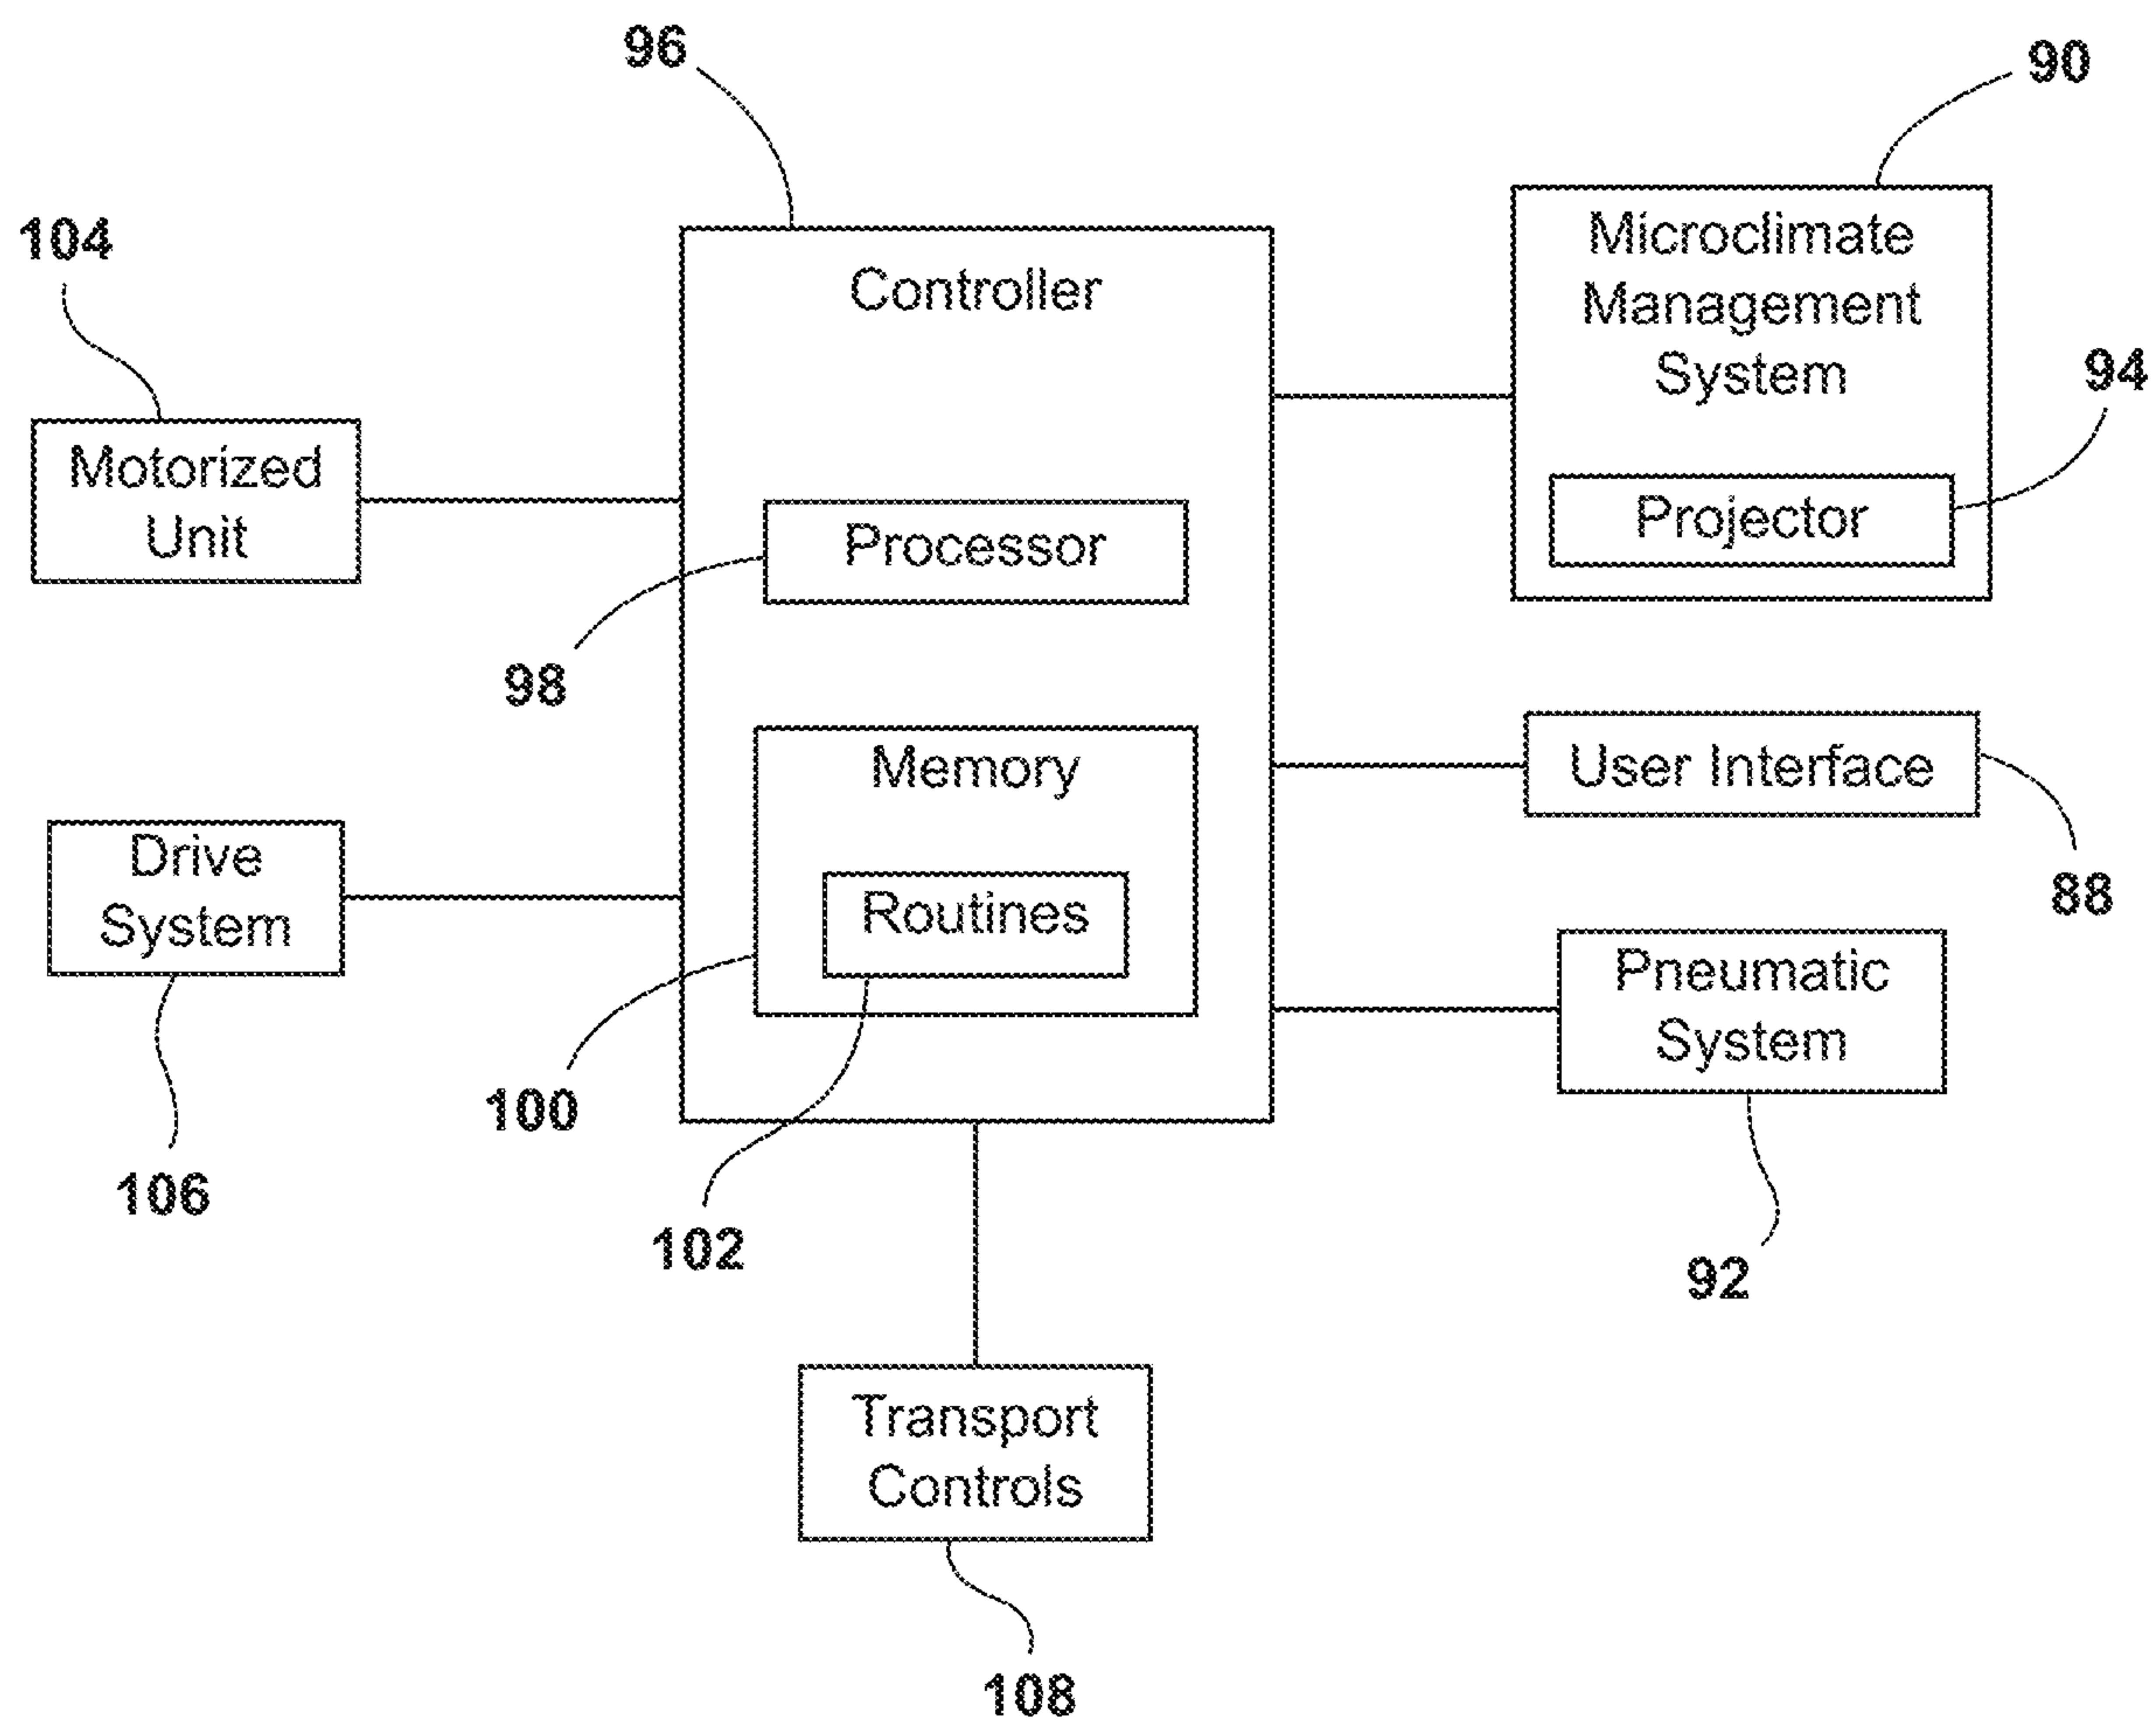 96
90
104
Controller
Microclimate
Management
System
94
Motorized
Unit
Processor
Projector
98
Memory
User Interface
Drive
System
Routines
88
Pneumatic
System
100
106
102
92
Transport
Controls
108